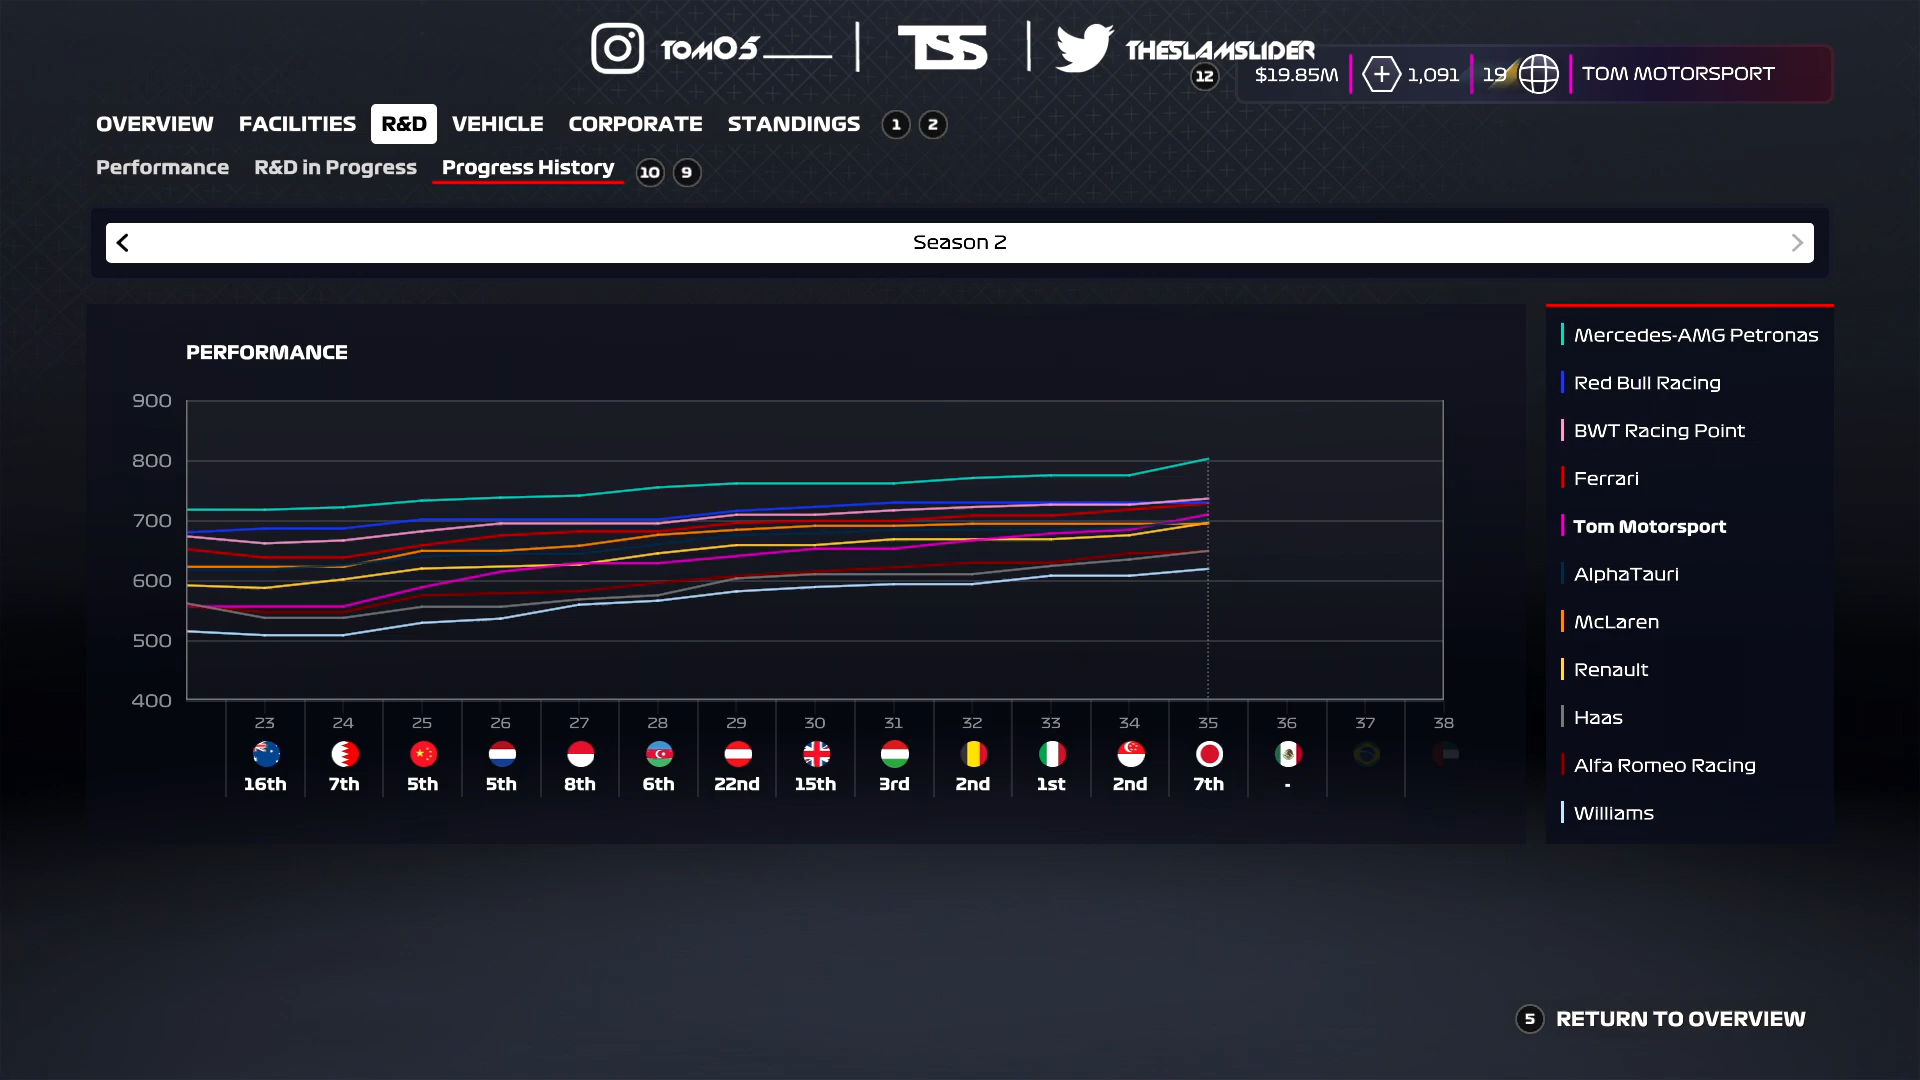 TOM05____ | TSS | THESLAMSLIDER
12 $19.85M 1,091 19 TOM MOTORSPORT
OVERVIEW FACILITIES R&D VEHICLE CORPORATE STANDINGS 1 2
Performance R&D in Progress Progress History 10 9
Season 2
PERFORMANCE
900
800
700
600
500
400
23 24 25 26 27 28 29 30 31 32 33 34 35 36 37 38
16th 7th 5th 5th 8th 6th 22nd 15th 3rd 2nd 1st 2nd 7th -
Mercedes-AMG Petronas
Red Bull Racing
BWT Racing Point
Ferrari
Tom Motorsport
AlphaTauri
McLaren
Renault
Haas
Alfa Romeo Racing
Williams
5 RETURN TO OVERVIEW